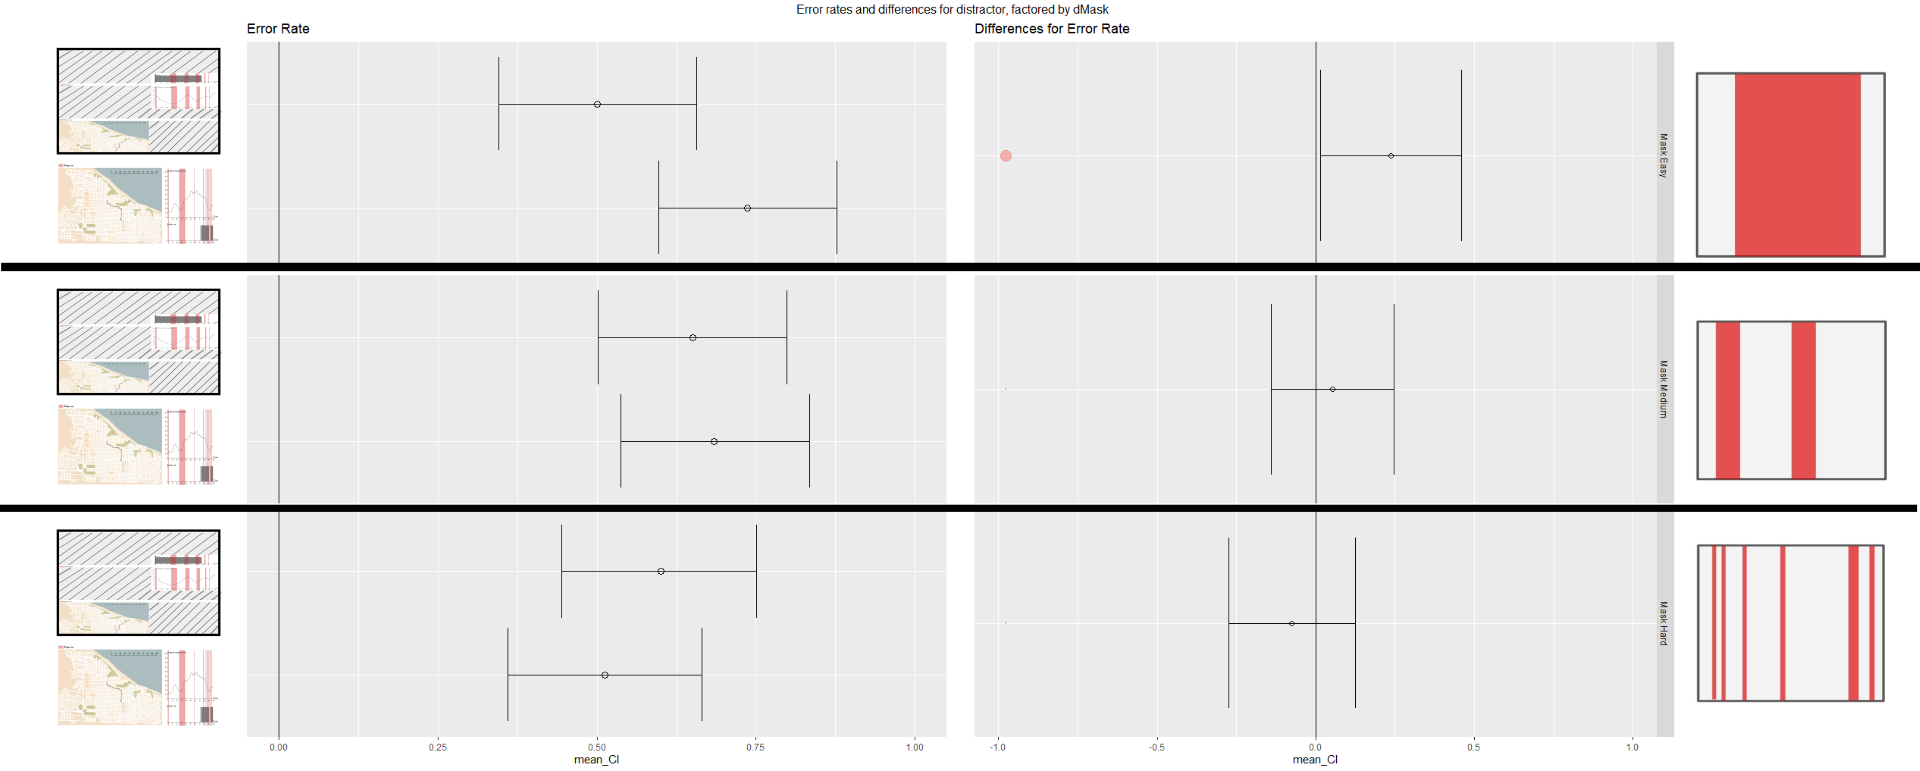 Error rates and differences for distractor, factored by dMask
Error Rate
Differences for Error Rate
Mask Easy
Mask Medium
Mask Hard
0.00 0.25 0.50 0.75 1.00
mean_CI
-1.0 -0.5 0.0 0.5 1.0
mean_CI